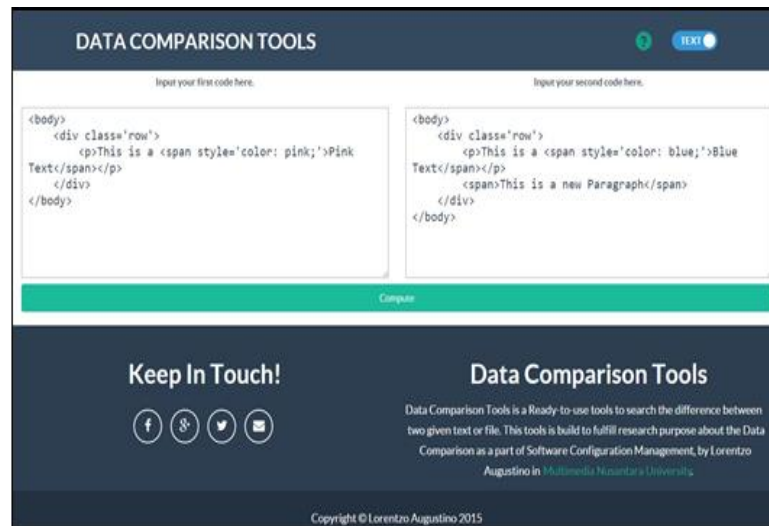 DATA COMPARISON TOOLS
?
TEXT
Input your first code here.
<body>
    <div class='row'>
        <p>This is a <span style='color: pink;'>Pink
Text</span></p>
    </div>
</body>
Input your second code here.
<body>
    <div class='row'>
        <p>This is a <span style='color: blue;'>Blue
Text</span></p>
        <span>This is a new Paragraph</span>
    </div>
</body>
Compute
Keep In Touch!
Data Comparison Tools
Data Comparison Tools is a Ready-to-use tools to search the difference between
two given text or file. This tools is build to fulfill research purpose about the Data
Comparison as a part of Software Configuration Management, by Lorentzo
Augustino in Multimedia Nusantara University.
Copyright © Lorentzo Augustino 2015